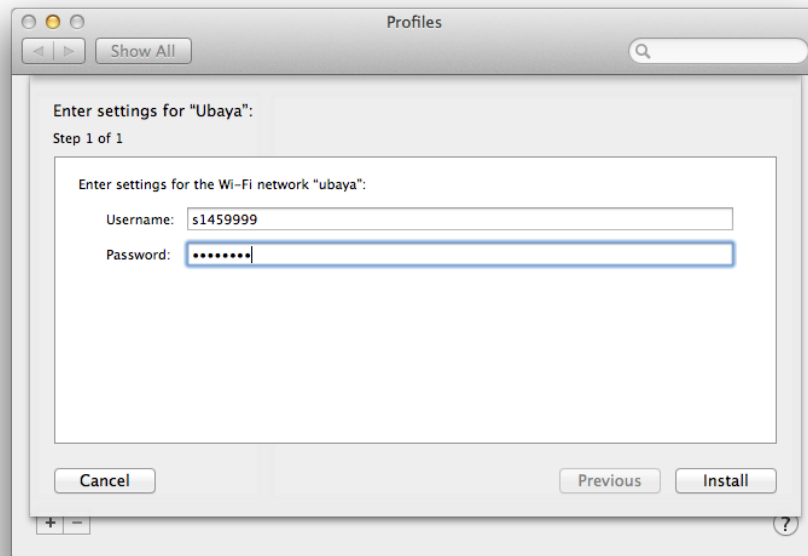 Profiles
Show All
Enter settings for “Ubaya”:
Step 1 of 1
Enter settings for the Wi-Fi network “ubaya”:
Username: s1459999
Password: ••••••••
Cancel Previous Install
+ − ?